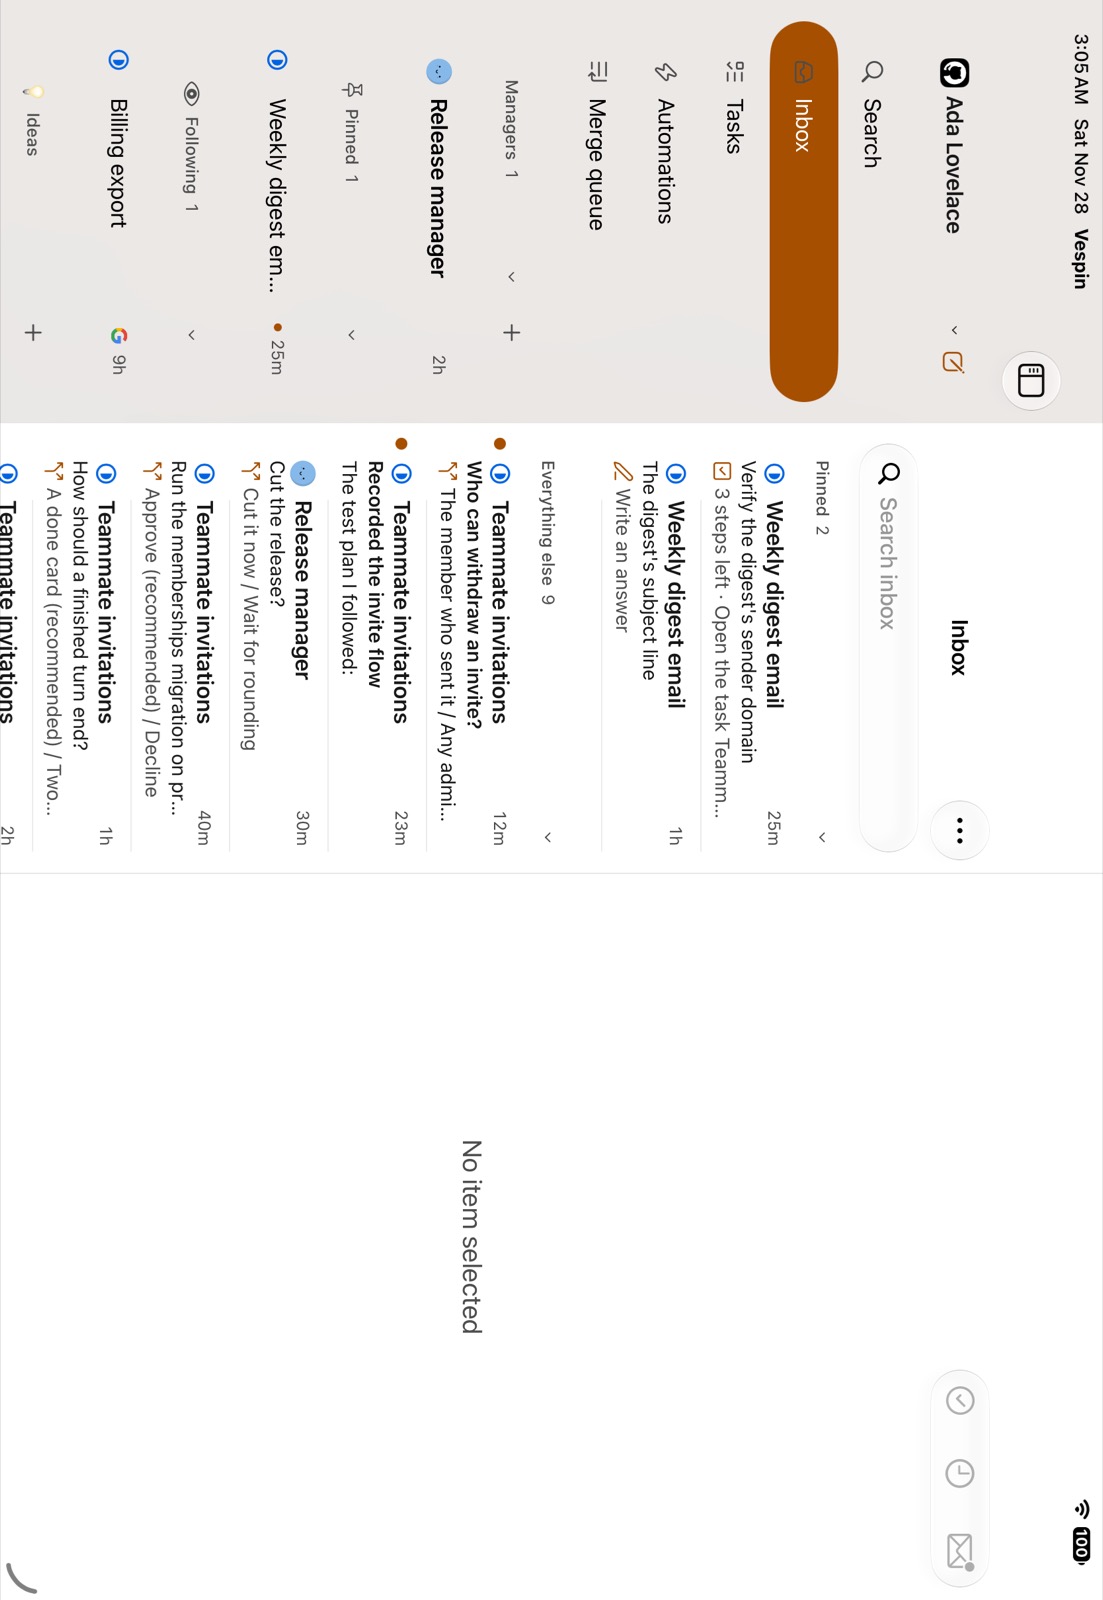 3:05 AM Sat Nov 28 Vespin
100
Ada Lovelace
Search
Inbox
Tasks
Automations
Merge queue
Managers 1
Release manager 2h
Pinned 1
Weekly digest em... 25m
Following 1
Billing export 9h
Ideas
Inbox
Search inbox
Pinned 2
Weekly digest email 25m
Verify the digest's sender domain
3 steps left · Open the task Teamm...
Weekly digest email 1h
The digest's subject line
Write an answer
Everything else 9
Teammate invitations 12m
Who can withdraw an invite?
The member who sent it / Any admi...
Teammate invitations 23m
Recorded the invite flow
The test plan I followed:
Release manager 30m
Cut the release?
Cut it now / Wait for rounding
Teammate invitations 40m
Run the memberships migration on pr...
Approve (recommended) / Decline
Teammate invitations 1h
How should a finished turn end?
A done card (recommended) / Two...
Teammate invitations 2h
No item selected